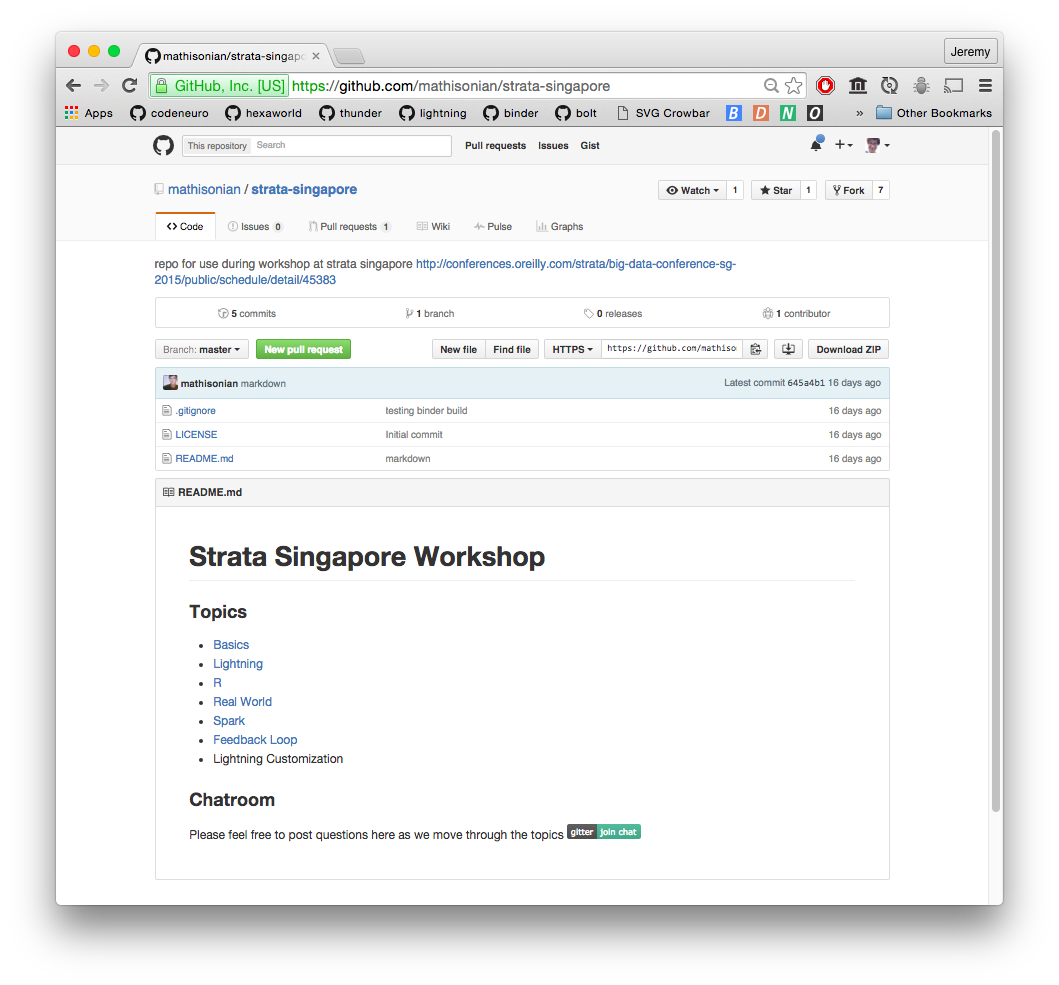 mathisonian/strata-singapo
Jeremy
GitHub, Inc. [US] https://github.com/mathisonian/strata-singapore
Apps codeneuro hexaworld thunder lightning binder bolt SVG Crowbar B D N O » Other Bookmarks
This repository Search Pull requests Issues Gist
mathisonian / strata-singapore Watch 1 Star 1 Fork 7
Code Issues 0 Pull requests 1 Wiki Pulse Graphs
repo for use during workshop at strata singapore http://conferences.oreilly.com/strata/big-data-conference-sg-
2015/public/schedule/detail/45383
5 commits 1 branch 0 releases 1 contributor
Branch: master New pull request New file Find file HTTPS https://github.com/mathiso Download ZIP
mathisonian markdown Latest commit 645a4b1 16 days ago
.gitignore testing binder build 16 days ago
LICENSE Initial commit 16 days ago
README.md markdown 16 days ago
README.md
Strata Singapore Workshop
Topics
• Basics
• Lightning
• R
• Real World
• Spark
• Feedback Loop
• Lightning Customization
Chatroom
Please feel free to post questions here as we move through the topics gitter join chat